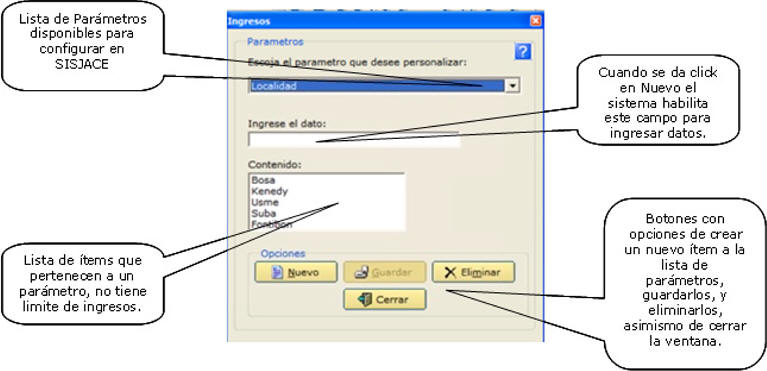 Lista de Parámetros
disponibles para
configurar en
SISJACE
Ingresos
Parametros
?
Escoja el parametro que desee personalizar:
Localidad
Cuando se da click
en Nuevo el
sistema habilita
este campo para
ingresar datos.
Ingrese el dato:
Contenido:
Bosa
Kenedy
Usme
Suba
Fontibon
Lista de ítems que
pertenecen a un
parámetro, no tiene
limite de ingresos.
Opciones
Nuevo
Guardar
Eliminar
Cerrar
Botones con
opciones de crear
un nuevo ítem a la
lista de
parámetros,
guardarlos, y
eliminarlos,
asimismo de cerrar
la ventana.